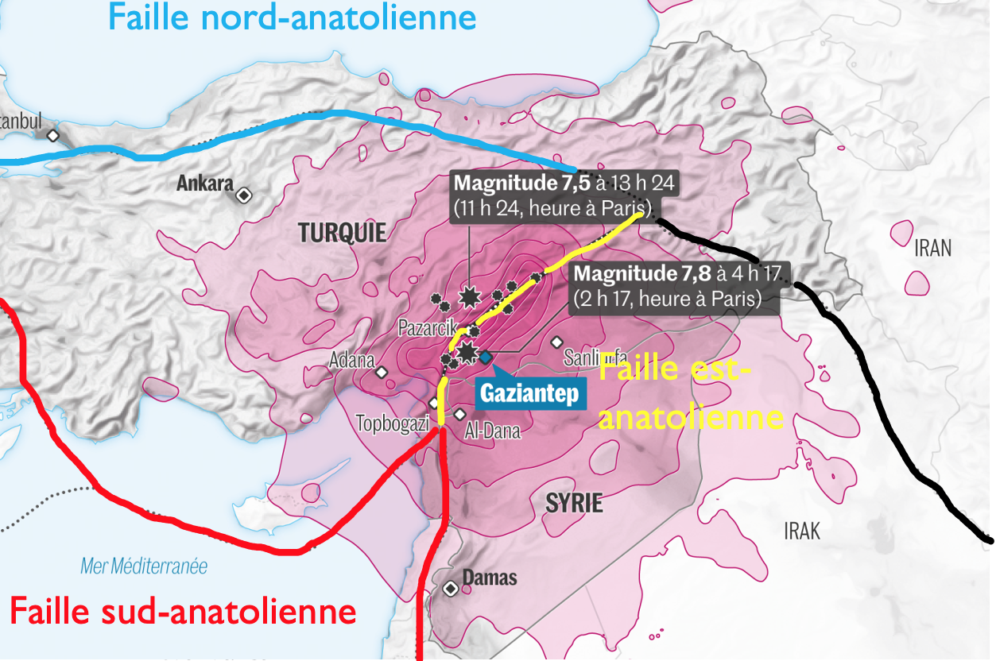 Faille nord-anatolienne
tanbul
Ankara
Magnitude 7,5 à 13 h 24
(11 h 24, heure à Paris)
TURQUIE
IRAN
Magnitude 7,8 à 4 h 17
(2 h 17, heure à Paris)
Pazarcik
Adana
Sanliurfa
Faille est-
anatolienne
Gaziantep
Topbogazi
Al-Dana
SYRIE
IRAK
Mer Méditerranée
Damas
Faille sud-anatolienne